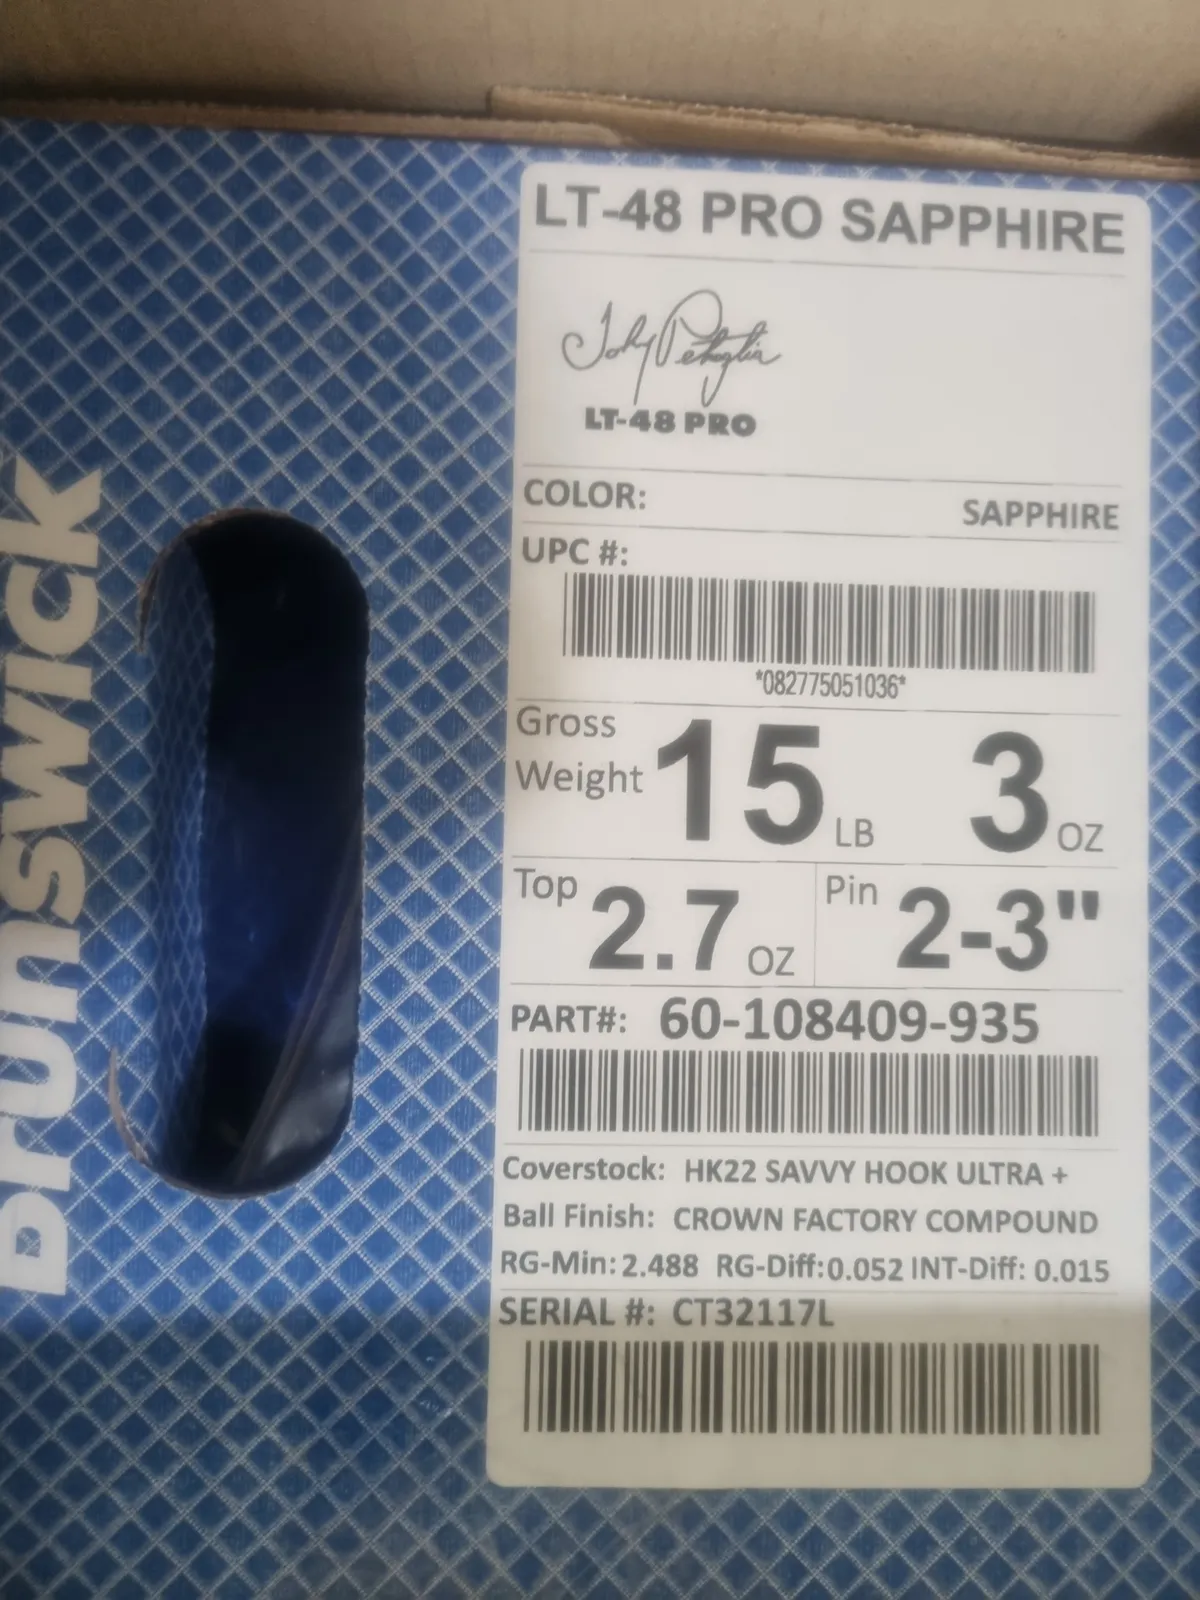 Brunswick
LT-48 PRO SAPPHIRE
Johnny Petraglia
LT-48 PRO
COLOR: SAPPHIRE
UPC #:
*082775051036*
Gross Weight 15 LB 3 OZ
Top 2.7 OZ Pin 2-3"
PART#: 60-108409-935
Coverstock: HK22 SAVVY HOOK ULTRA +
Ball Finish: CROWN FACTORY COMPOUND
RG-Min: 2.488 RG-Diff:0.052 INT-Diff: 0.015
SERIAL #: CT32117L